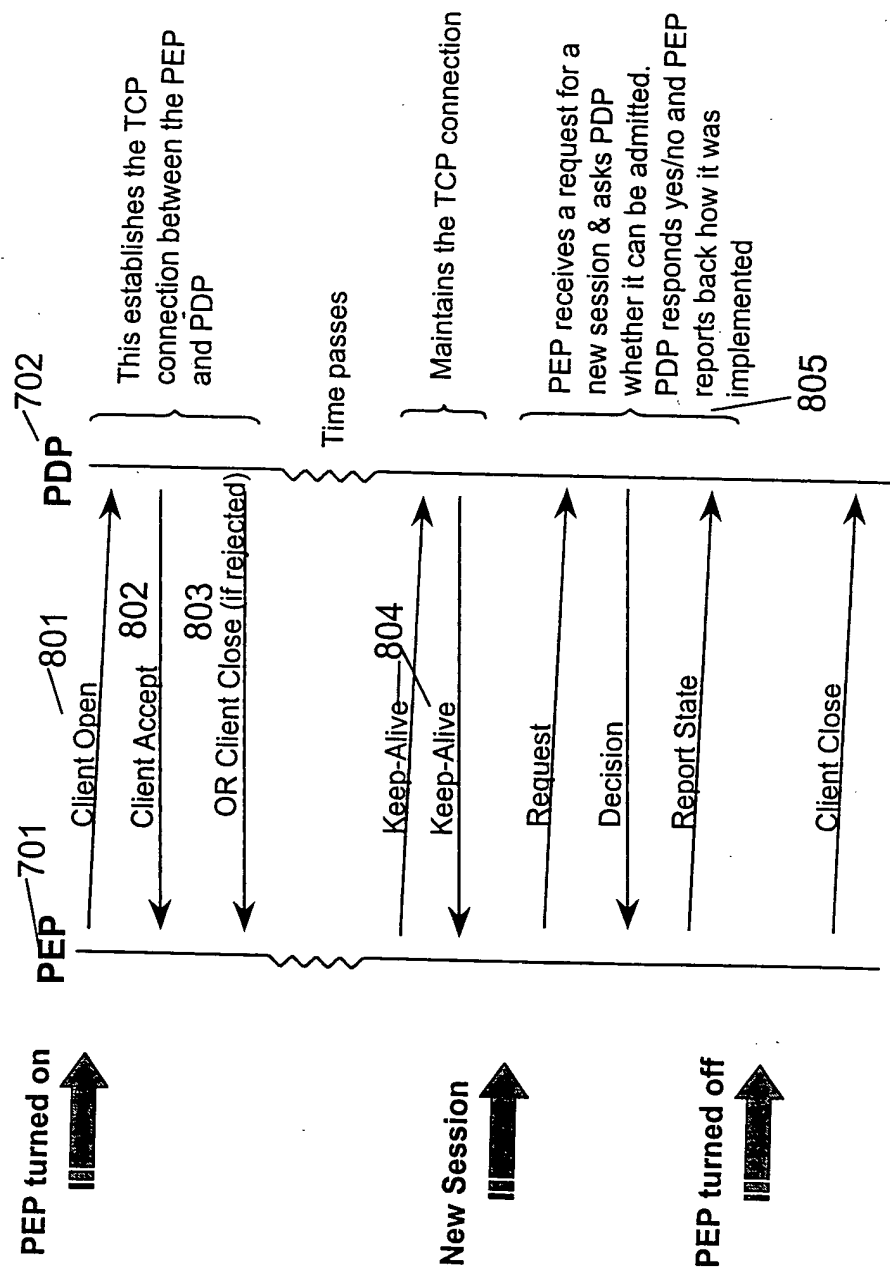 PEP turned on
New Session
PEP turned off
PEP
701
PDP
702
801
Client Open
802
Client Accept
803
OR Client Close (if rejected)
804
Keep-Alive
Keep-Alive
Request
Decision
Report State
Client Close
This establishes the TCP
connection between the PEP
and PDP
Time passes
Maintains the TCP connection
PEP receives a request for a
new session & asks PDP
whether it can be admitted.
PDP responds yes/no and PEP
reports back how it was
implemented
805